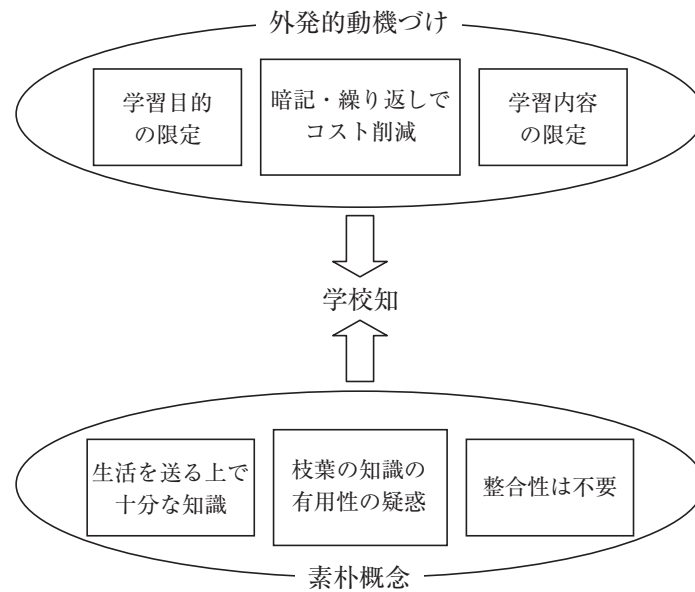 外発的動機づけ
学習目的
の限定
暗記・繰り返しで
コスト削減
学習内容
の限定
学校知
生活を送る上で
十分な知識
枝葉の知識の
有用性の疑惑
整合性は不要
素朴概念